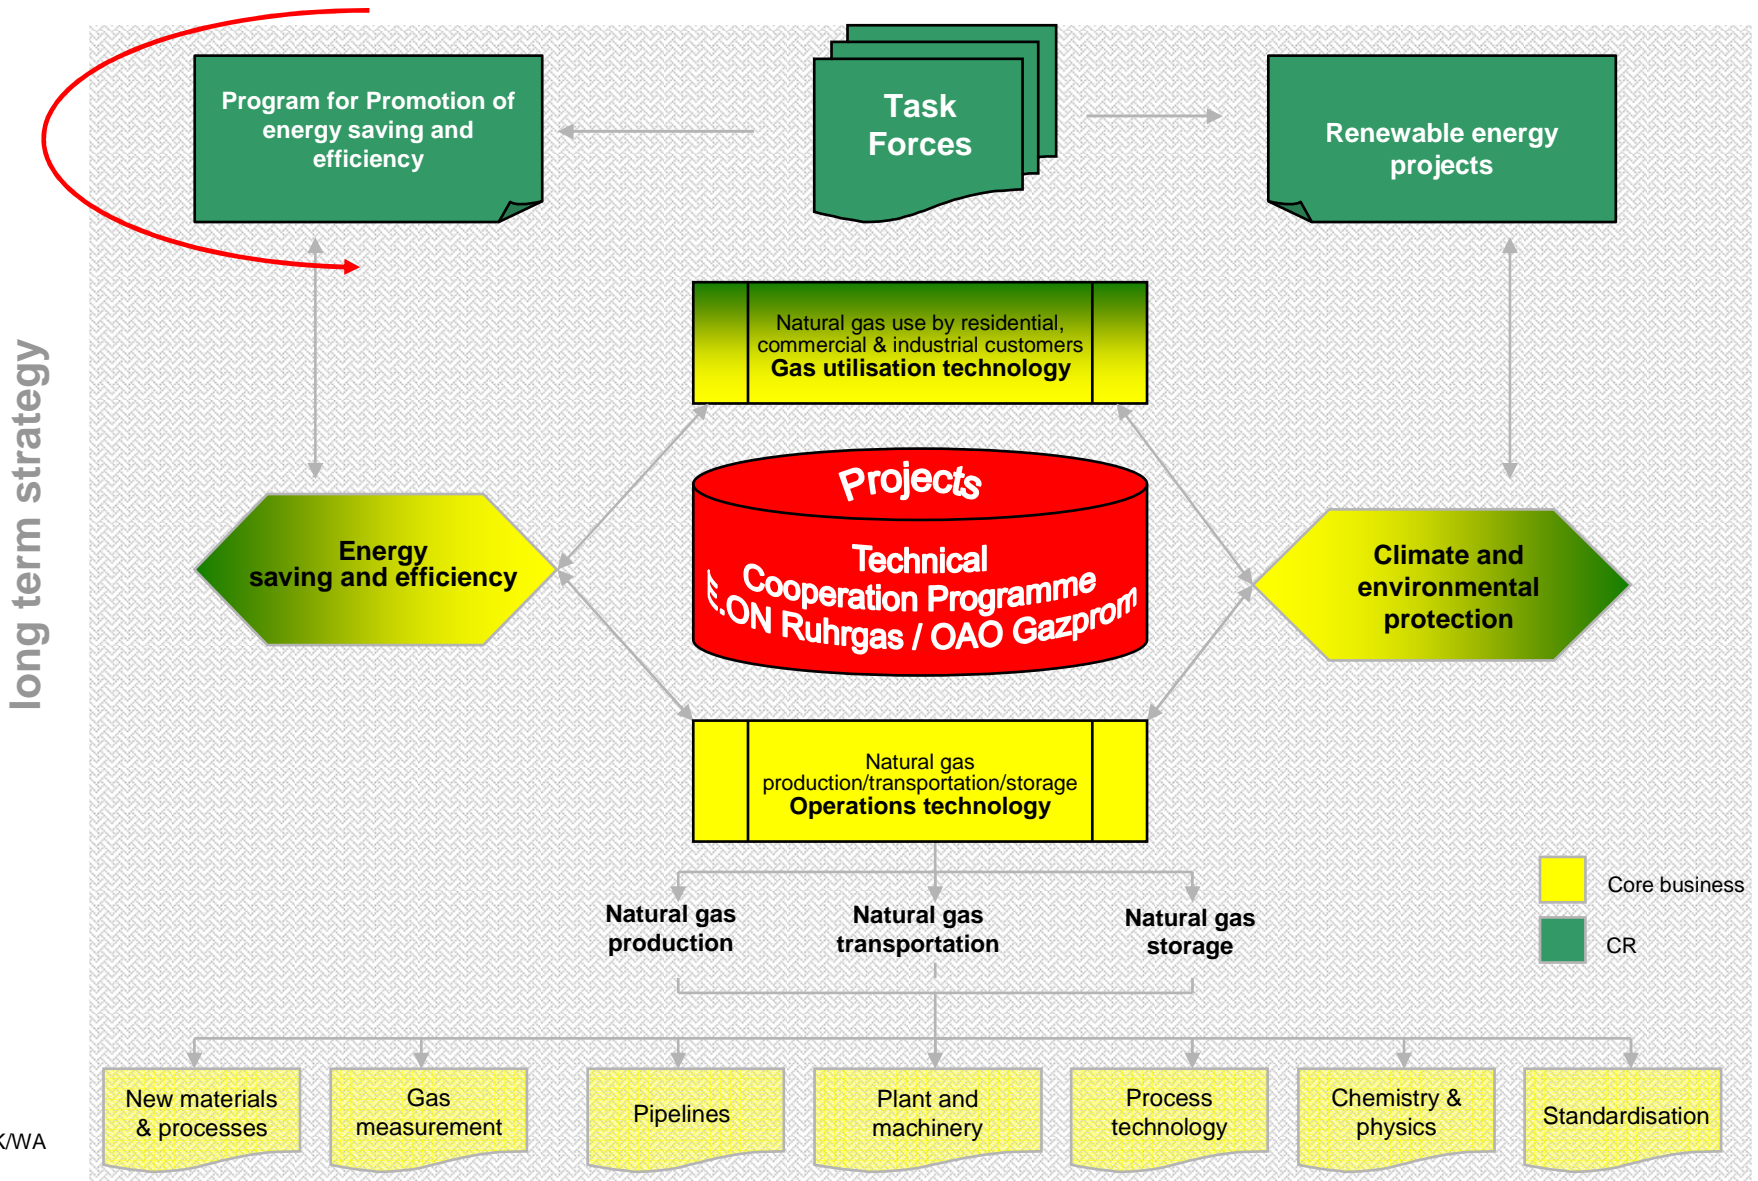 Program for Promotion of
energy saving and
efficiency
Task
Forces
Renewable energy
projects
long term strategy
Natural gas use by residential,
commercial & industrial customers
Gas utilisation technology
Projects
Technical
Cooperation Programme
E.ON Ruhrgas / OAO Gazprom
Energy
saving and efficiency
Climate and
environmental
protection
Natural gas
production/transportation/storage
Operations technology
Core business
CR
Natural gas
production
Natural gas
transportation
Natural gas
storage
New materials
& processes
Gas
measurement
Pipelines
Plant and
machinery
Process
technology
Chemistry &
physics
Standardisation
K/WA